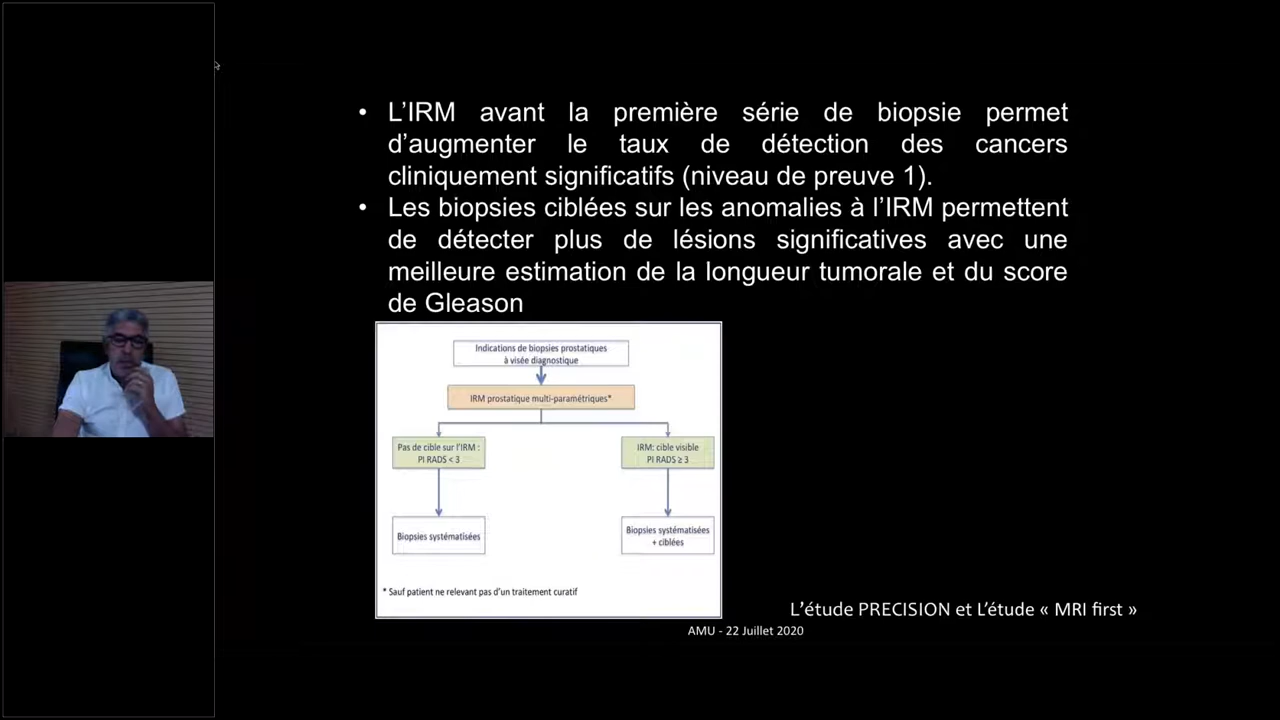 • L’IRM avant la première série de biopsie permet
d’augmenter le taux de détection des cancers
cliniquement significatifs (niveau de preuve 1).
• Les biopsies ciblées sur les anomalies à l’IRM permettent
de détecter plus de lésions significatives avec une
meilleure estimation de la longueur tumorale et du score
de Gleason
Indications de biopsies prostatiques
à visée diagnostique
IRM prostatique multi-paramétriques*
Pas de cible sur l’IRM :
PI RADS < 3
IRM: cible visible
PI RADS ≥ 3
Biopsies systématisées
Biopsies systématisées
+ ciblées
* Sauf patient ne relevant pas d’un traitement curatif
L’étude PRECISION et L’étude « MRI first »
AMU - 22 Juillet 2020